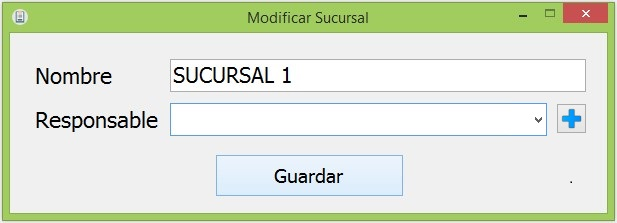 Modificar Sucursal
Nombre SUCURSAL 1
Responsable
Guardar .